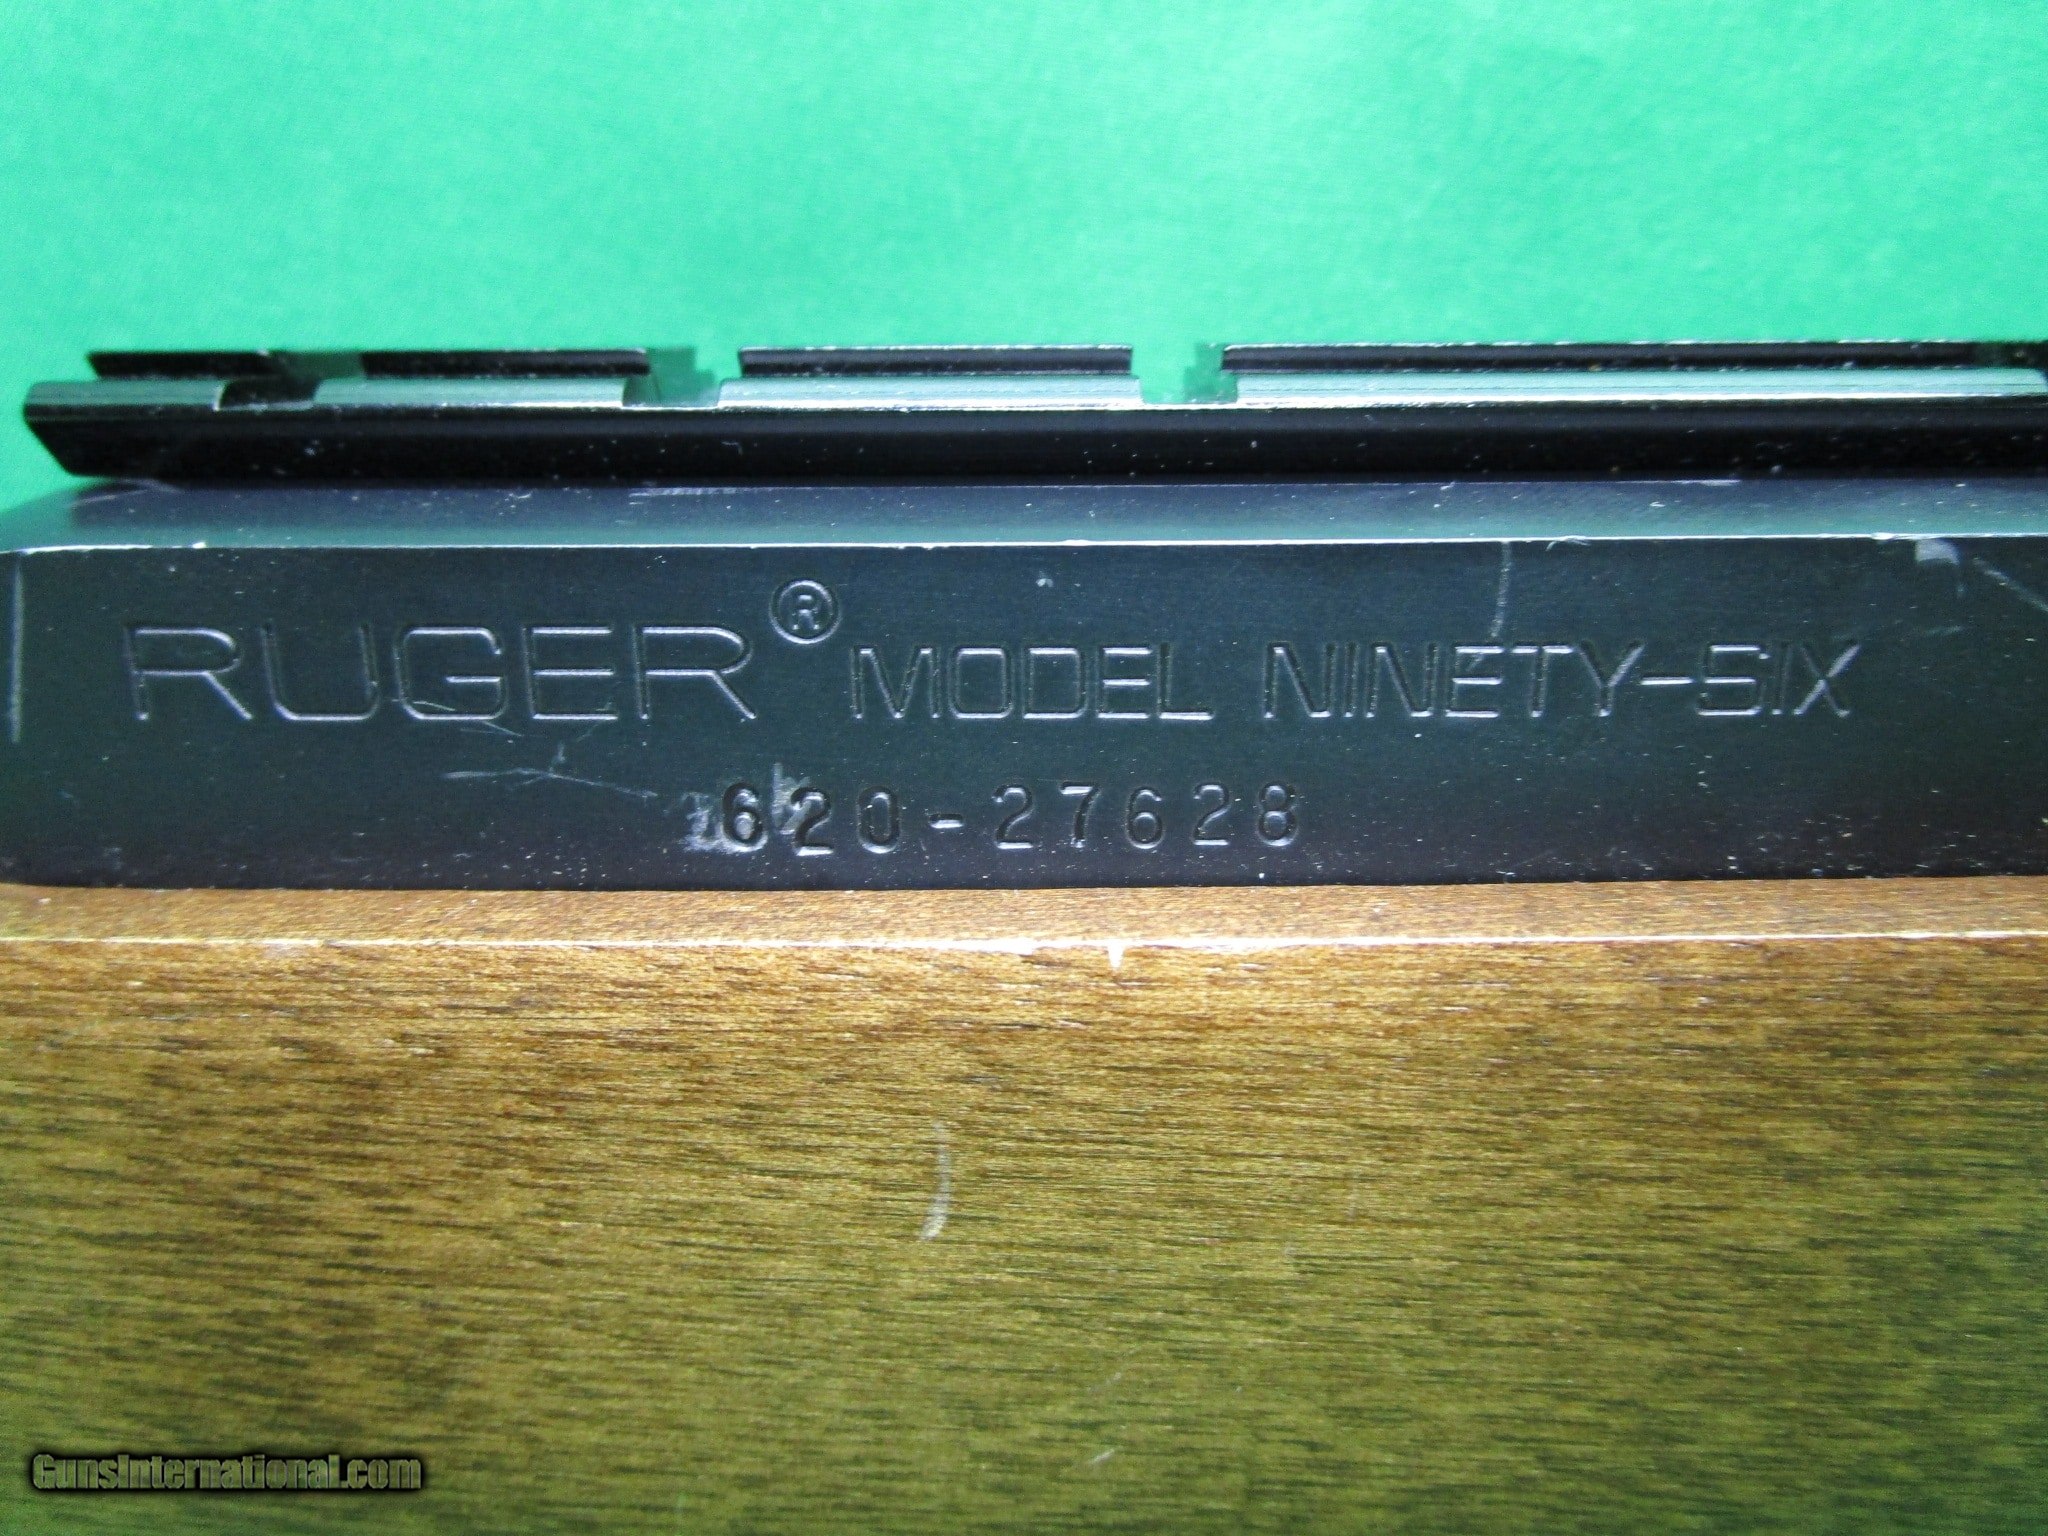 RUGER® MODEL NINETY-SIX
620-27628
GunsInternational.com